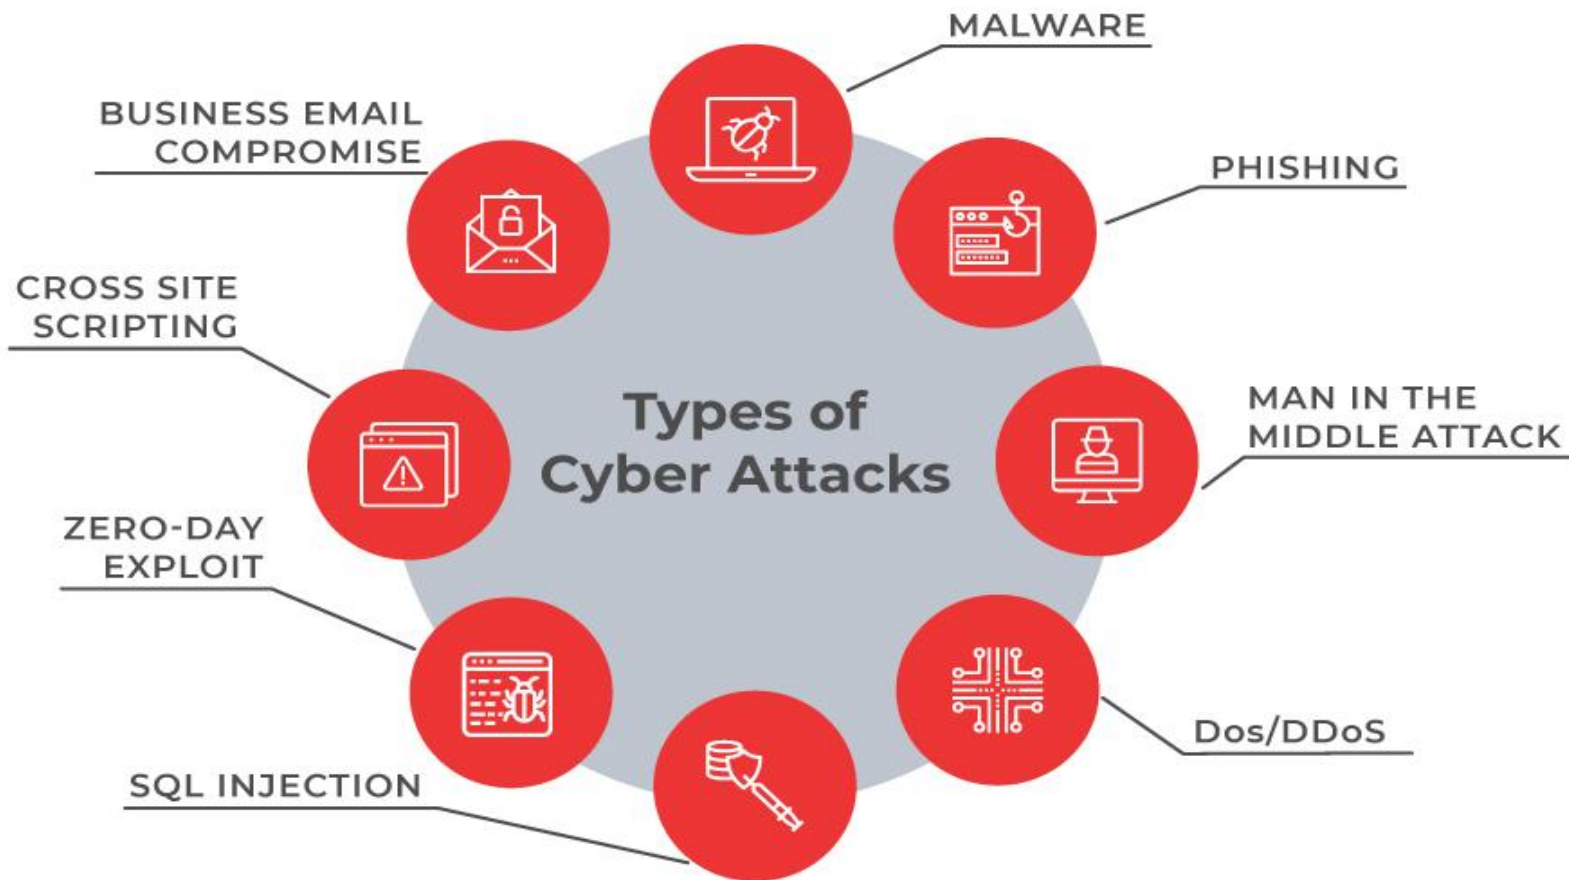 MALWARE
BUSINESS EMAIL
COMPROMISE
PHISHING
CROSS SITE
SCRIPTING
Types of
Cyber Attacks
MAN IN THE
MIDDLE ATTACK
ZERO-DAY
EXPLOIT
Dos/DDoS
SQL INJECTION